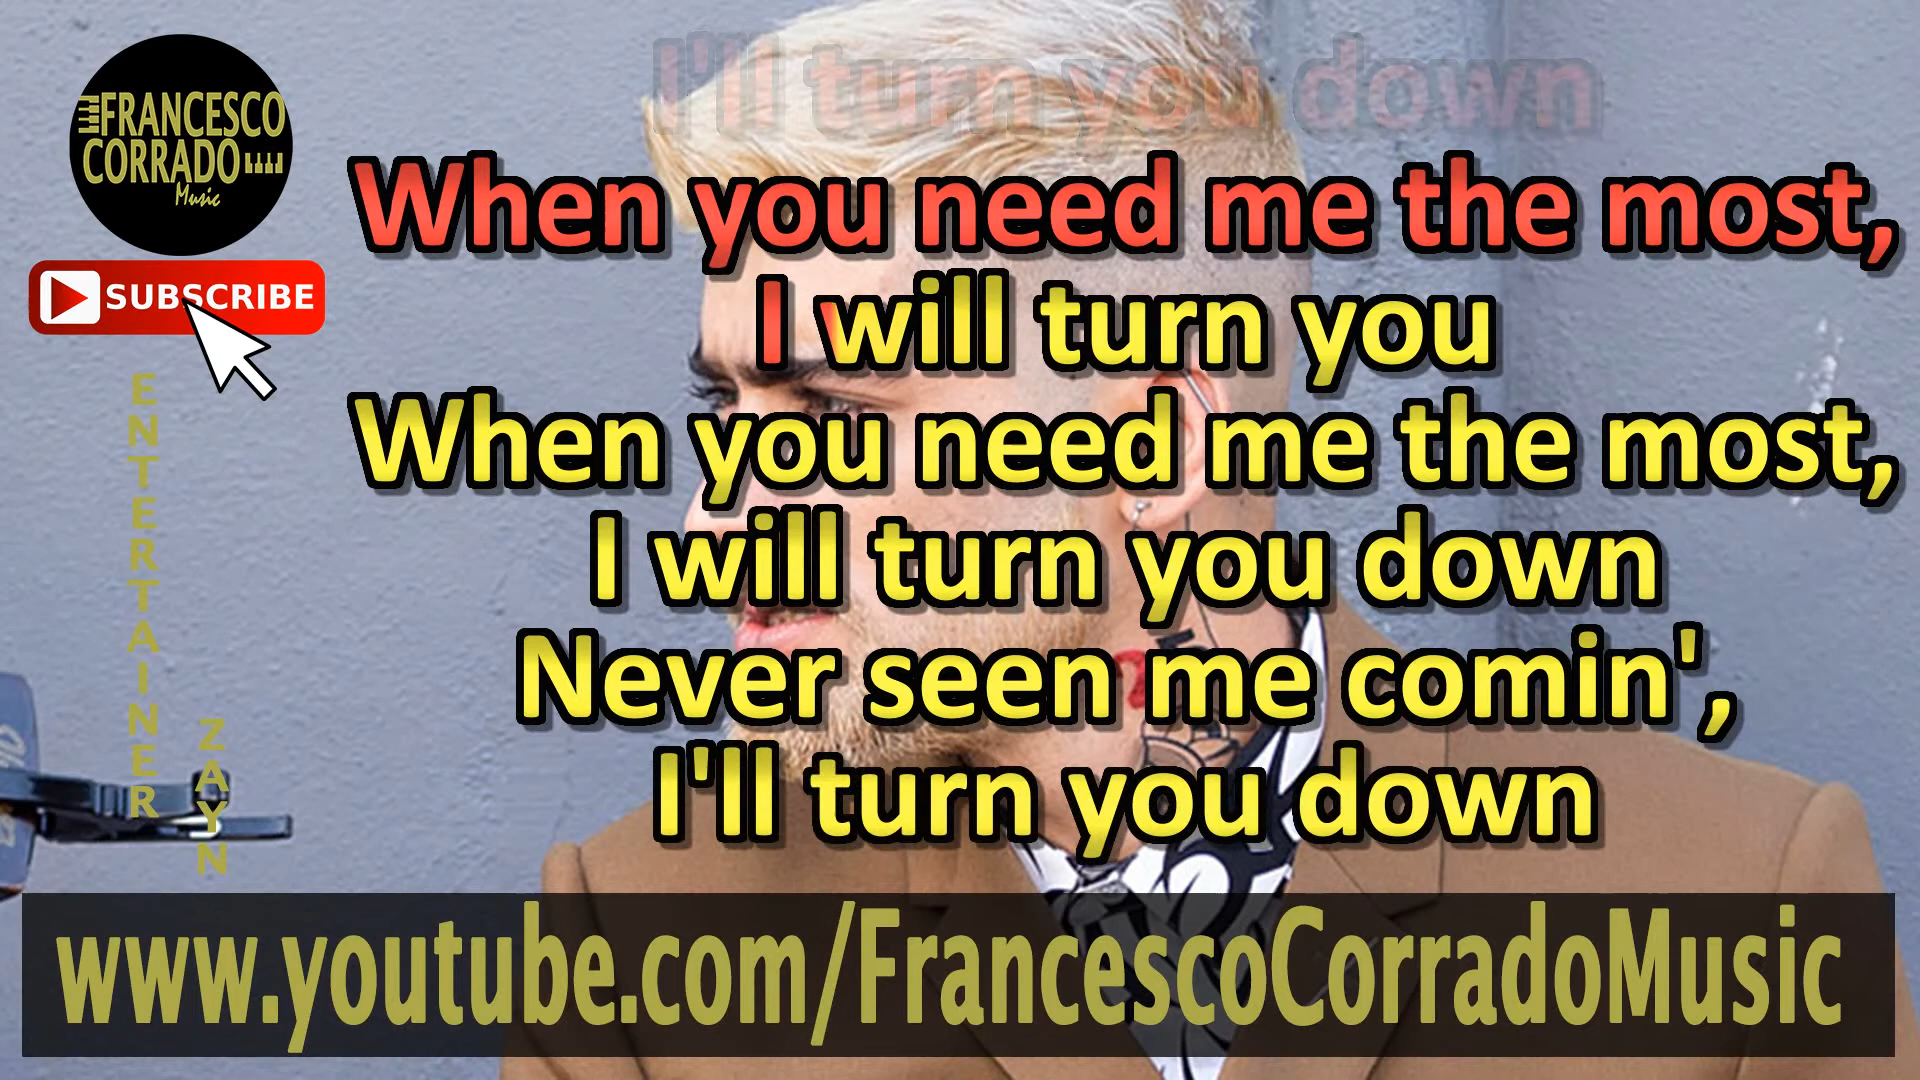 FRANCESCO
CORRADO
Music
SUBSCRIBE
I'll turn you down
When you need me the most,
I will turn you
When you need me the most,
I will turn you down
Never seen me comin',
I'll turn you down
ENTERTAINER
ZAYN
www.youtube.com/FrancescoCorradoMusic